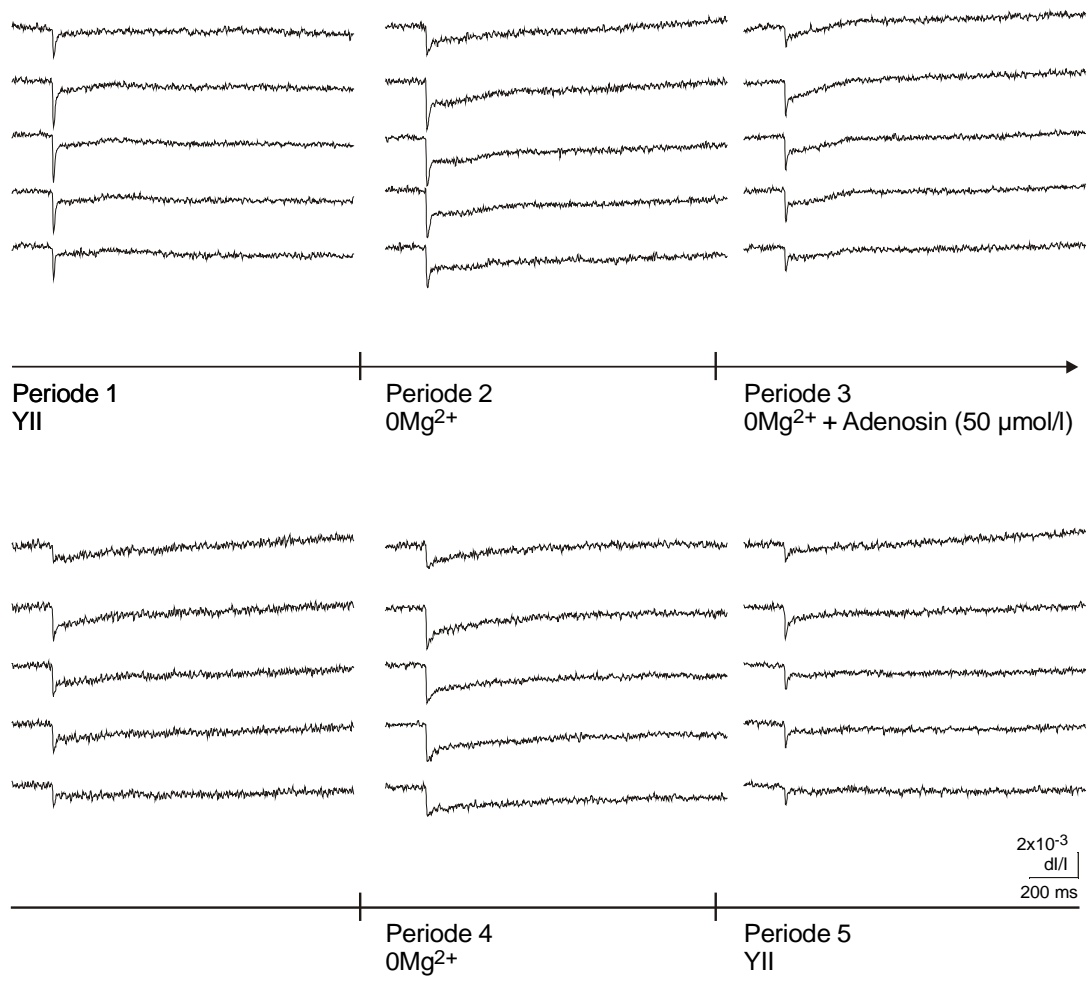 Periode 1
YII
Periode 2
0Mg2+
Periode 3
0Mg2+ + Adenosin (50 µmol/l)
2x10-3
dI/I
200 ms
Periode 4
0Mg2+
Periode 5
YII